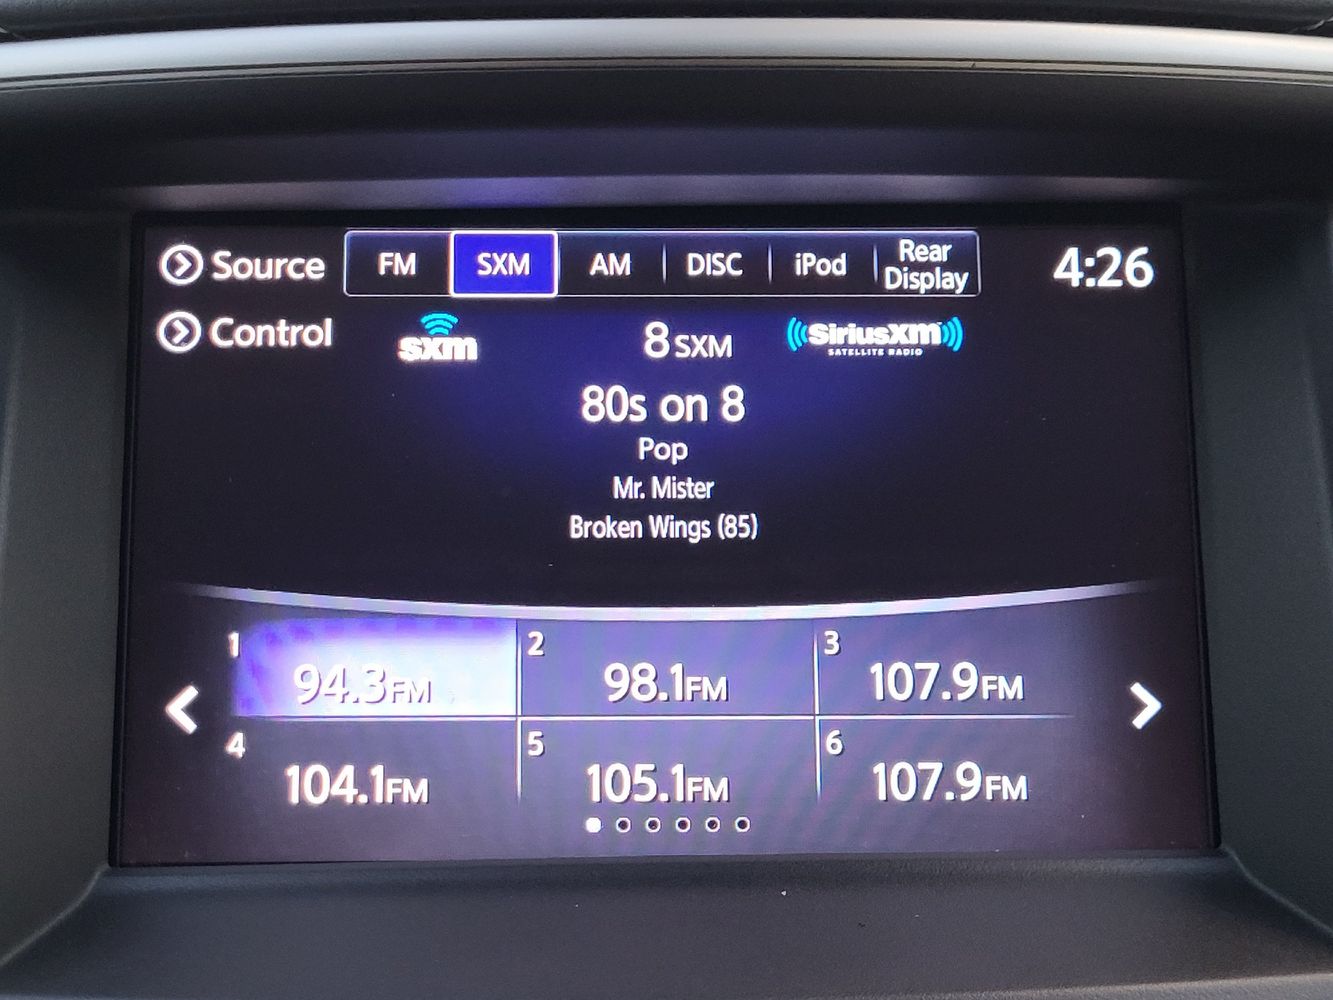 Source FM SXM AM DISC iPod Rear Display 4:26
Control sxm 8 SXM SiriusXM
SATELLITE RADIO
80s on 8
Pop
Mr. Mister
Broken Wings (85)
1 94.3FM 2 98.1FM 3 107.9FM
4 104.1FM 5 105.1FM 6 107.9FM